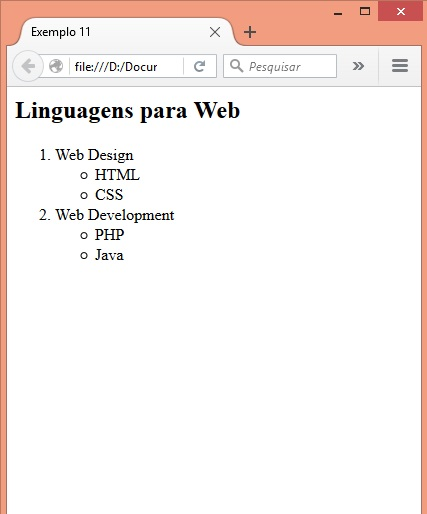 Exemplo 11
file:///D:/Docur
Pesquisar
Linguagens para Web
1. Web Design
HTML
CSS
2. Web Development
PHP
Java